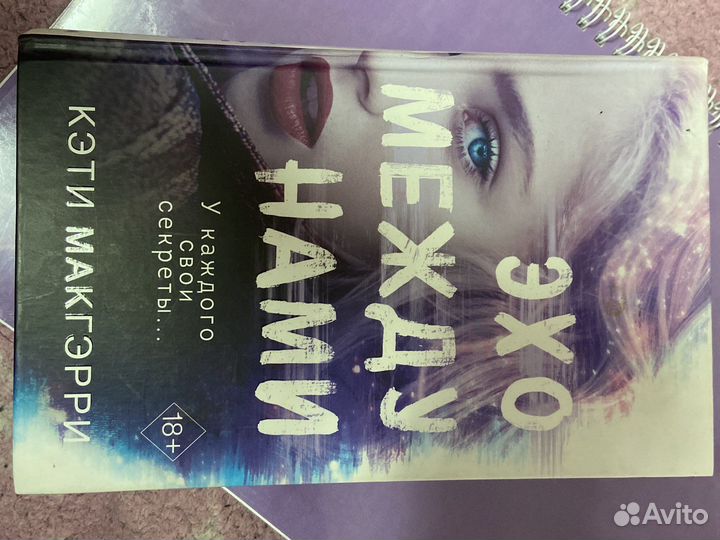 ЭХО
МЕЖДУ
НАМИ
У каждого
свои
секреты...
КЭТИ МАКГЭРРИ
18+
Avito